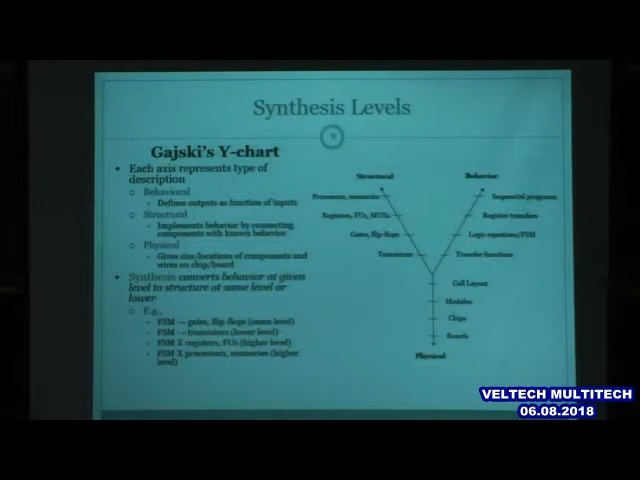 Synthesis Levels
9
Gajski's Y-chart
• Each axis represents type of
description
○ Behavioral
- Defines outputs as function of inputs
○ Structural
- Implements behavior by connecting
components with known behavior
○ Physical
- Gives size/locations of components and
wires on chip/board
• Synthesis converts behavior at given
level to structure at same level or
lower
○ E.g.,
- FSM → gates, flip-flops (same level)
- FSM → transistors (lower level)
- FSM X registers, FUs (higher level)
- FSM X processors, memories (higher
level)
Structural
Behavior
Processors, memories
Sequential programs
Registers, FUs, MUXs
Register transfers
Gates, flip-flops
Logic equations/FSM
Transistors
Transfer functions
Cell Layout
Modules
Chips
Boards
Physical
VELTECH MULTITECH
06.08.2018